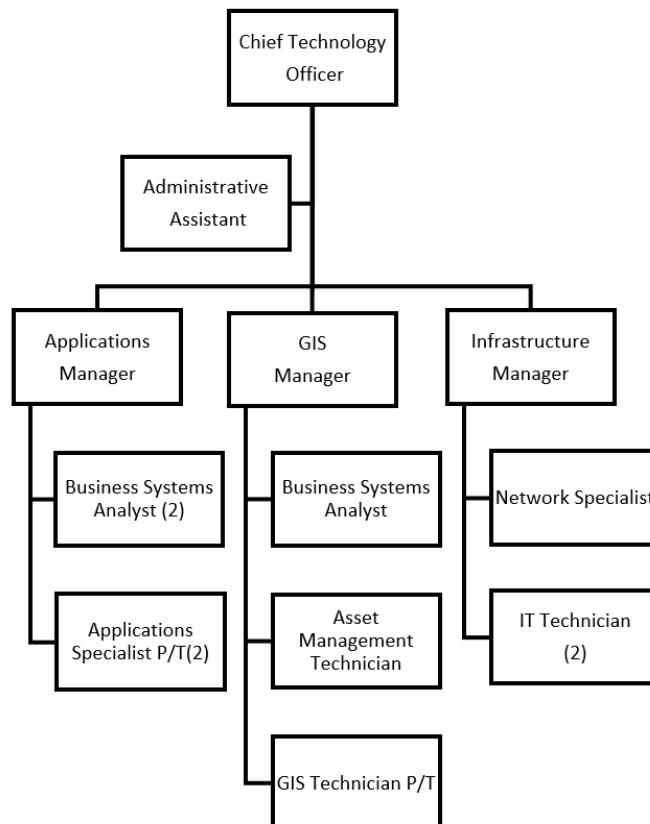 Chief Technology
Officer
Administrative
Assistant
Applications
Manager
GIS
Manager
Infrastructure
Manager
Business Systems
Analyst (2)
Business Systems
Analyst
Network Specialist
Applications
Specialist P/T(2)
Asset
Management
Technician
IT Technician
(2)
GIS Technician P/T